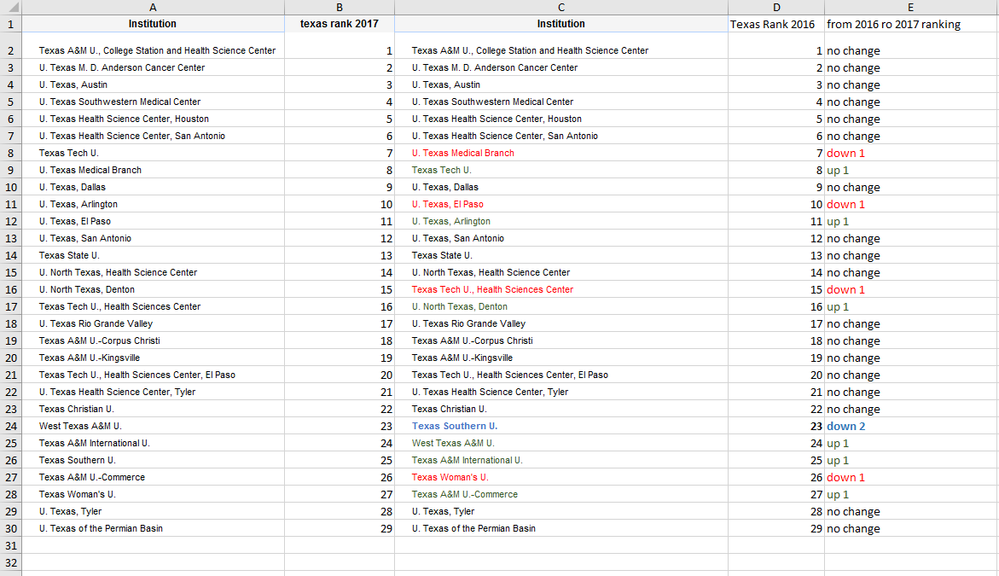 A B C D E
1 Institution texas rank 2017 Institution Texas Rank 2016 from 2016 ro 2017 ranking
2 Texas A&M U., College Station and Health Science Center 1 Texas A&M U., College Station and Health Science Center 1 no change
3 U. Texas M. D. Anderson Cancer Center 2 U. Texas M. D. Anderson Cancer Center 2 no change
4 U. Texas, Austin 3 U. Texas, Austin 3 no change
5 U. Texas Southwestern Medical Center 4 U. Texas Southwestern Medical Center 4 no change
6 U. Texas Health Science Center, Houston 5 U. Texas Health Science Center, Houston 5 no change
7 U. Texas Health Science Center, San Antonio 6 U. Texas Health Science Center, San Antonio 6 no change
8 Texas Tech U. 7 U. Texas Medical Branch 7 down 1
9 U. Texas Medical Branch 8 Texas Tech U. 8 up 1
10 U. Texas, Dallas 9 U. Texas, Dallas 9 no change
11 U. Texas, Arlington 10 U. Texas, El Paso 10 down 1
12 U. Texas, El Paso 11 U. Texas, Arlington 11 up 1
13 U. Texas, San Antonio 12 U. Texas, San Antonio 12 no change
14 Texas State U. 13 Texas State U. 13 no change
15 U. North Texas, Health Science Center 14 U. North Texas, Health Science Center 14 no change
16 U. North Texas, Denton 15 Texas Tech U., Health Sciences Center 15 down 1
17 Texas Tech U., Health Sciences Center 16 U. North Texas, Denton 16 up 1
18 U. Texas Rio Grande Valley 17 U. Texas Rio Grande Valley 17 no change
19 Texas A&M U.-Corpus Christi 18 Texas A&M U.-Corpus Christi 18 no change
20 Texas A&M U.-Kingsville 19 Texas A&M U.-Kingsville 19 no change
21 Texas Tech U., Health Sciences Center, El Paso 20 Texas Tech U., Health Sciences Center, El Paso 20 no change
22 U. Texas Health Science Center, Tyler 21 U. Texas Health Science Center, Tyler 21 no change
23 Texas Christian U. 22 Texas Christian U. 22 no change
24 West Texas A&M U. 23 Texas Southern U. 23 down 2
25 Texas A&M International U. 24 West Texas A&M U. 24 up 1
26 Texas Southern U. 25 Texas A&M International U. 25 up 1
27 Texas A&M U.-Commerce 26 Texas Woman's U. 26 down 1
28 Texas Woman's U. 27 Texas A&M U.-Commerce 27 up 1
29 U. Texas, Tyler 28 U. Texas, Tyler 28 no change
30 U. Texas of the Permian Basin 29 U. Texas of the Permian Basin 29 no change
31
32